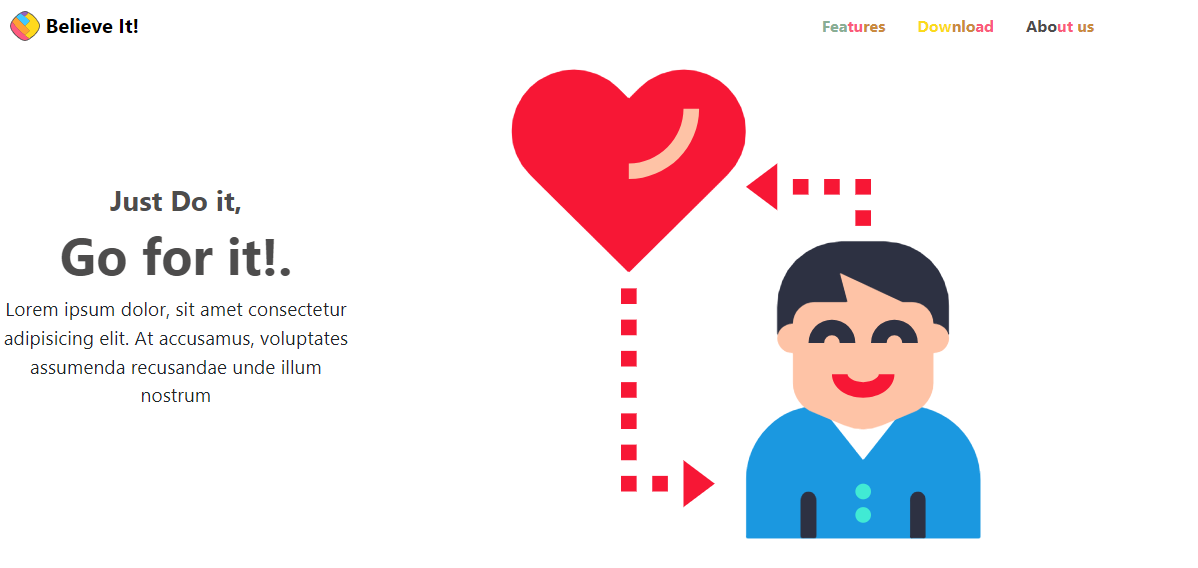 Believe It!
Features Download About us
Just Do it,
Go for it!.
Lorem ipsum dolor, sit amet consectetur
adipisicing elit. At accusamus, voluptates
assumenda recusandae unde illum
nostrum